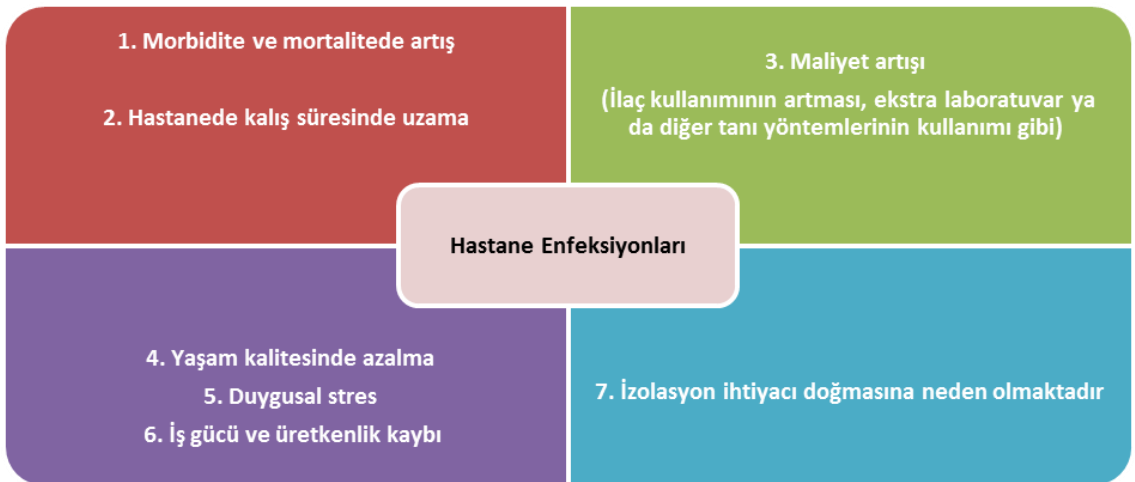 1. Morbidite ve mortalitede artış
2. Hastanede kalış süresinde uzama
3. Maliyet artışı
(İlaç kullanımının artması, ekstra laboratuvar ya
da diğer tanı yöntemlerinin kullanımı gibi)
Hastane Enfeksiyonları
4. Yaşam kalitesinde azalma
5. Duygusal stres
6. İş gücü ve üretkenlik kaybı
7. İzolasyon ihtiyacı doğmasına neden olmaktadır